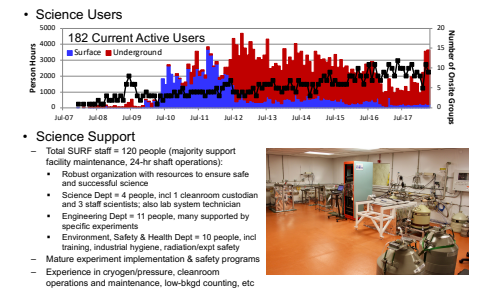 • Science Users
182 Current Active Users
Surface Underground
Person Hours
5000
4000
3000
2000
1000
0
20
15
10
5
0
Number of Onsite Groups
Jul-07 Jul-08 Jul-09 Jul-10 Jul-11 Jul-12 Jul-13 Jul-14 Jul-15 Jul-16 Jul-17
• Science Support
– Total SURF staff = 120 people (majority support
facility maintenance, 24-hr shaft operations):
▪ Robust organization with resources to ensure safe
and successful science
▪ Science Dept = 4 people, incl 1 cleanroom custodian
and 3 staff scientists; also lab system technician
▪ Engineering Dept = 11 people, many supported by
specific experiments
▪ Environment, Safety & Health Dept = 10 people, incl
training, industrial hygiene, radiation/expt safety
– Mature experiment implementation & safety programs
– Experience in cryogen/pressure, cleanroom
operations and maintenance, low-bkgd counting, etc